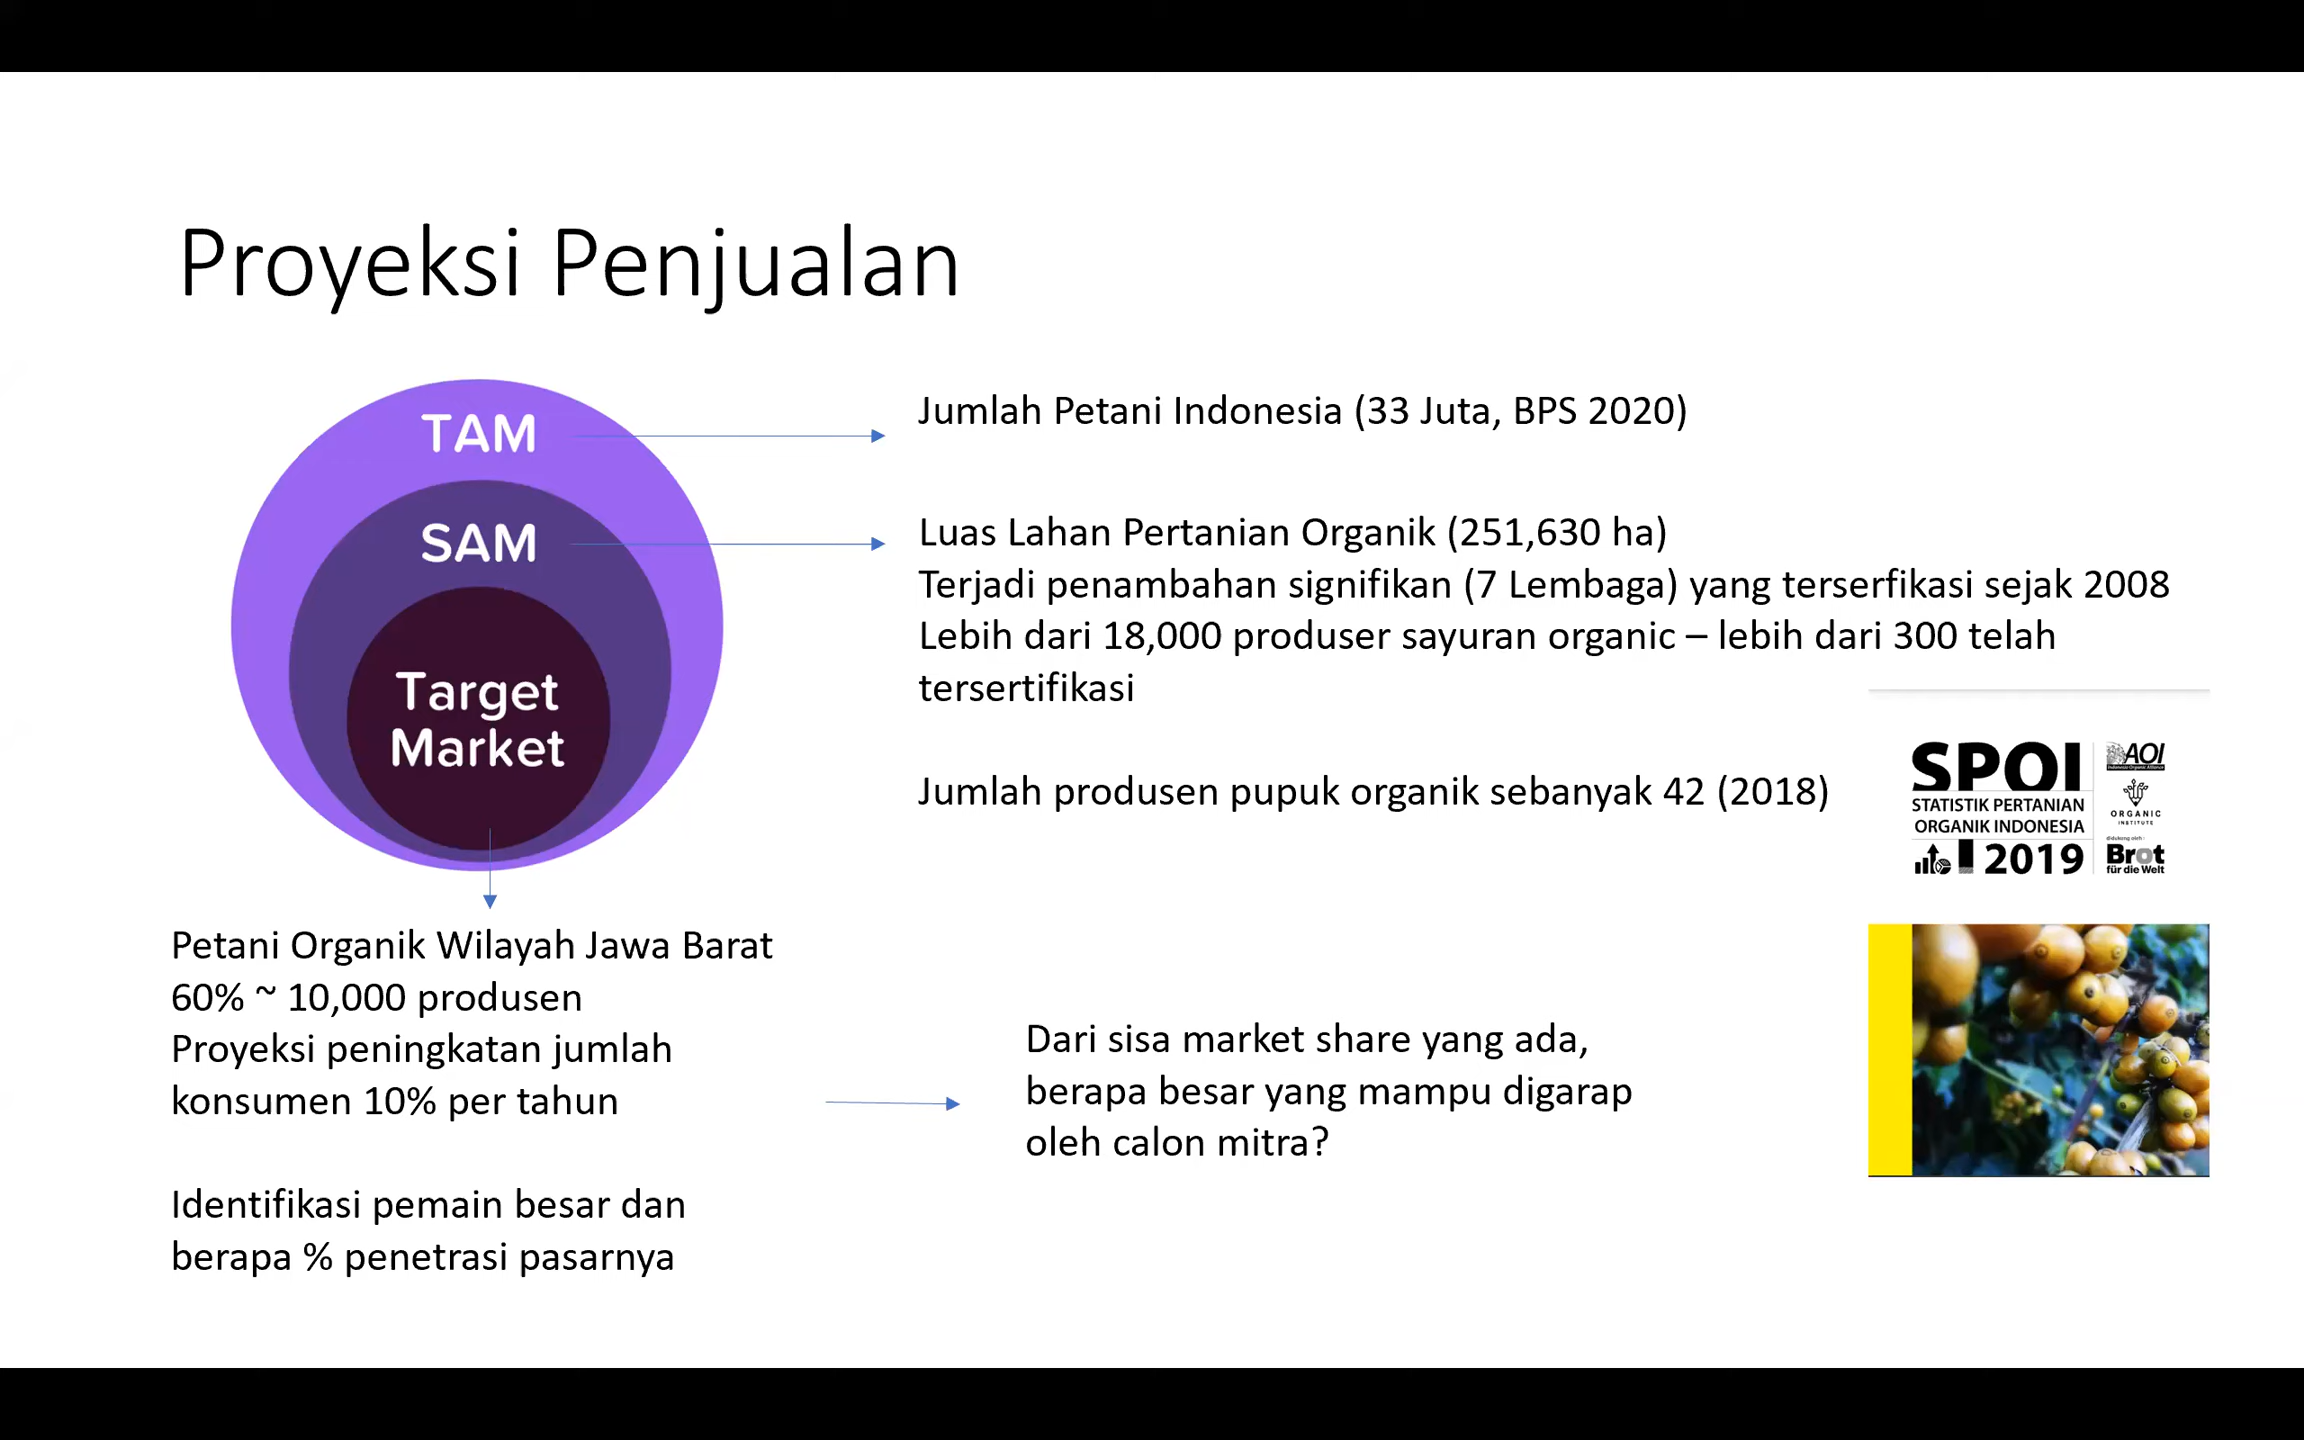 Proyeksi Penjualan
TAM
SAM
Target
Market
Jumlah Petani Indonesia (33 Juta, BPS 2020)
Luas Lahan Pertanian Organik (251,630 ha)
Terjadi penambahan signifikan (7 Lembaga) yang terserfikasi sejak 2008
Lebih dari 18,000 produser sayuran organic – lebih dari 300 telah
tersertifikasi
Jumlah produsen pupuk organik sebanyak 42 (2018)
SPOI
STATISTIK PERTANIAN
ORGANIK INDONESIA
2019
AOI
ORGANIC
INSTITUTE
didukung oleh :
Brot
für die Welt
Petani Organik Wilayah Jawa Barat
60% ~ 10,000 produsen
Proyeksi peningkatan jumlah
konsumen 10% per tahun
Identifikasi pemain besar dan
berapa % penetrasi pasarnya
Dari sisa market share yang ada,
berapa besar yang mampu digarap
oleh calon mitra?